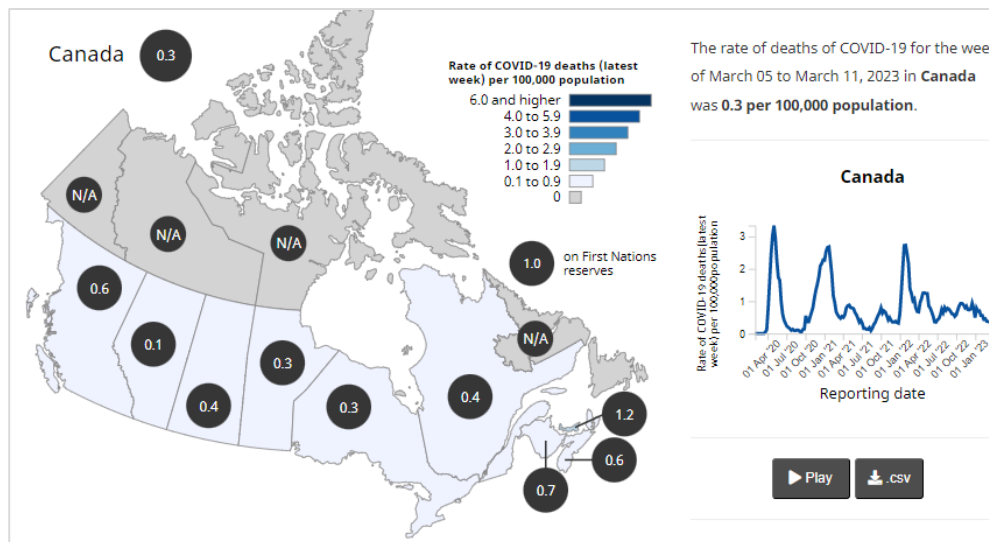 Canada
0.3
Rate of COVID-19 deaths (latest
week) per 100,000 population
6.0 and higher
4.0 to 5.9
3.0 to 3.9
2.0 to 2.9
1.0 to 1.9
0.1 to 0.9
0
N/A
N/A
N/A
1.0
on First Nations
reserves
0.6
0.1
0.4
0.3
0.3
0.4
N/A
1.2
0.6
0.7
The rate of deaths of COVID-19 for the wee
of March 05 to March 11, 2023 in Canada
was 0.3 per 100,000 population.
Canada
Rate of COVID-19 deaths (latest
week) per 100,000 population
3
2
1
0
01 Apr 20
01 Jul 20
01 Oct 20
01 Jan 21
01 Apr 21
01 Jul 21
01 Oct 21
01 Jan 22
01 Apr 22
01 Jul 22
01 Oct 22
01 Jan 23
Reporting date
Play
.csv